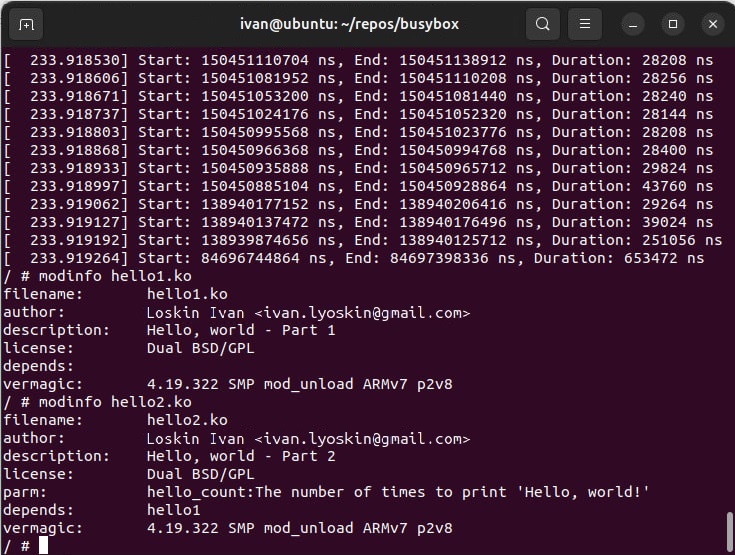 ivan@ubuntu: ~/repos/busybox
[  233.918530] Start: 150451110704 ns, End: 150451138912 ns, Duration: 28208 ns
[  233.918606] Start: 150451081952 ns, End: 150451110208 ns, Duration: 28256 ns
[  233.918671] Start: 150451053200 ns, End: 150451081440 ns, Duration: 28240 ns
[  233.918737] Start: 150451024176 ns, End: 150451052320 ns, Duration: 28144 ns
[  233.918803] Start: 150450995568 ns, End: 150451023776 ns, Duration: 28208 ns
[  233.918868] Start: 150450966368 ns, End: 150450994768 ns, Duration: 28400 ns
[  233.918933] Start: 150450935888 ns, End: 150450965712 ns, Duration: 29824 ns
[  233.918997] Start: 150450885104 ns, End: 150450928864 ns, Duration: 43760 ns
[  233.919062] Start: 138940177152 ns, End: 138940206416 ns, Duration: 29264 ns
[  233.919127] Start: 138940137472 ns, End: 138940176496 ns, Duration: 39024 ns
[  233.919192] Start: 138939874656 ns, End: 138940125712 ns, Duration: 251056 ns
[  233.919264] Start: 84696744864 ns, End: 84697398336 ns, Duration: 653472 ns
/ # modinfo hello1.ko
filename:       hello1.ko
author:         Loskin Ivan <ivan.lyoskin@gmail.com>
description:    Hello, world - Part 1
license:        Dual BSD/GPL
depends:
vermagic:       4.19.322 SMP mod_unload ARMv7 p2v8
/ # modinfo hello2.ko
filename:       hello2.ko
author:         Loskin Ivan <ivan.lyoskin@gmail.com>
description:    Hello, world - Part 2
license:        Dual BSD/GPL
parm:           hello_count:The number of times to print 'Hello, world!'
depends:        hello1
vermagic:       4.19.322 SMP mod_unload ARMv7 p2v8
/ #